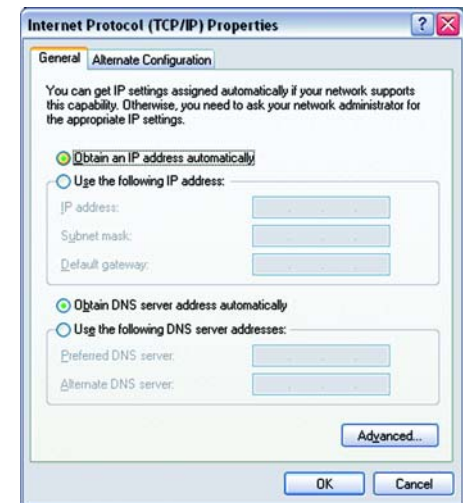 Internet Protocol (TCP/IP) Properties
General
Alternate Configuration
You can get IP settings assigned automatically if your network supports
this capability. Otherwise, you need to ask your network administrator for
the appropriate IP settings.
Obtain an IP address automatically
Use the following IP address:
IP address:
Subnet mask:
Default gateway:
Obtain DNS server address automatically
Use the following DNS server addresses:
Preferred DNS server:
Alternate DNS server:
Advanced...
OK
Cancel